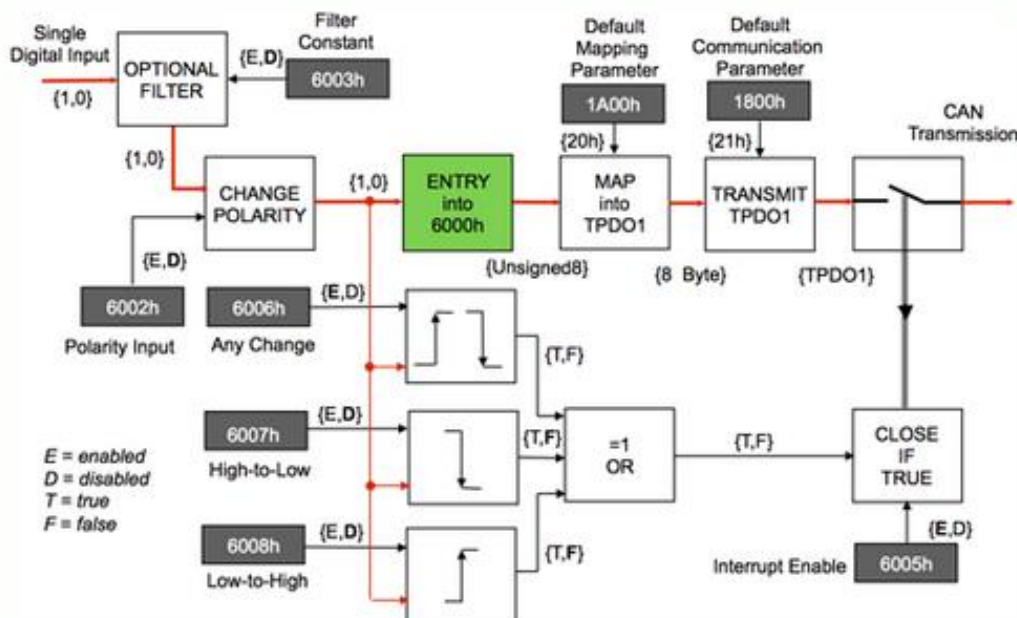 Single
Digital Input
{1,0}
OPTIONAL
FILTER
{E,D}
Filter
Constant
6003h
{1,0}
CHANGE
POLARITY
{E,D}
6002h
Polarity Input
{1,0}
ENTRY
into
6000h
{Unsigned8}
Default
Mapping
Parameter
1A00h
{20h}
MAP
into
TPDO1
{8 Byte}
Default
Communication
Parameter
1800h
{21h}
TRANSMIT
TPDO1
{TPDO1}
CAN
Transmission
6006h
Any Change
{E,D}
{T,F}
6007h
High-to-Low
{E,D}
{T,F}
6008h
Low-to-High
{E,D}
{T,F}
=1
OR
{T,F}
CLOSE
IF
TRUE
{E,D}
Interrupt Enable
6005h
E = enabled
D = disabled
T = true
F = false